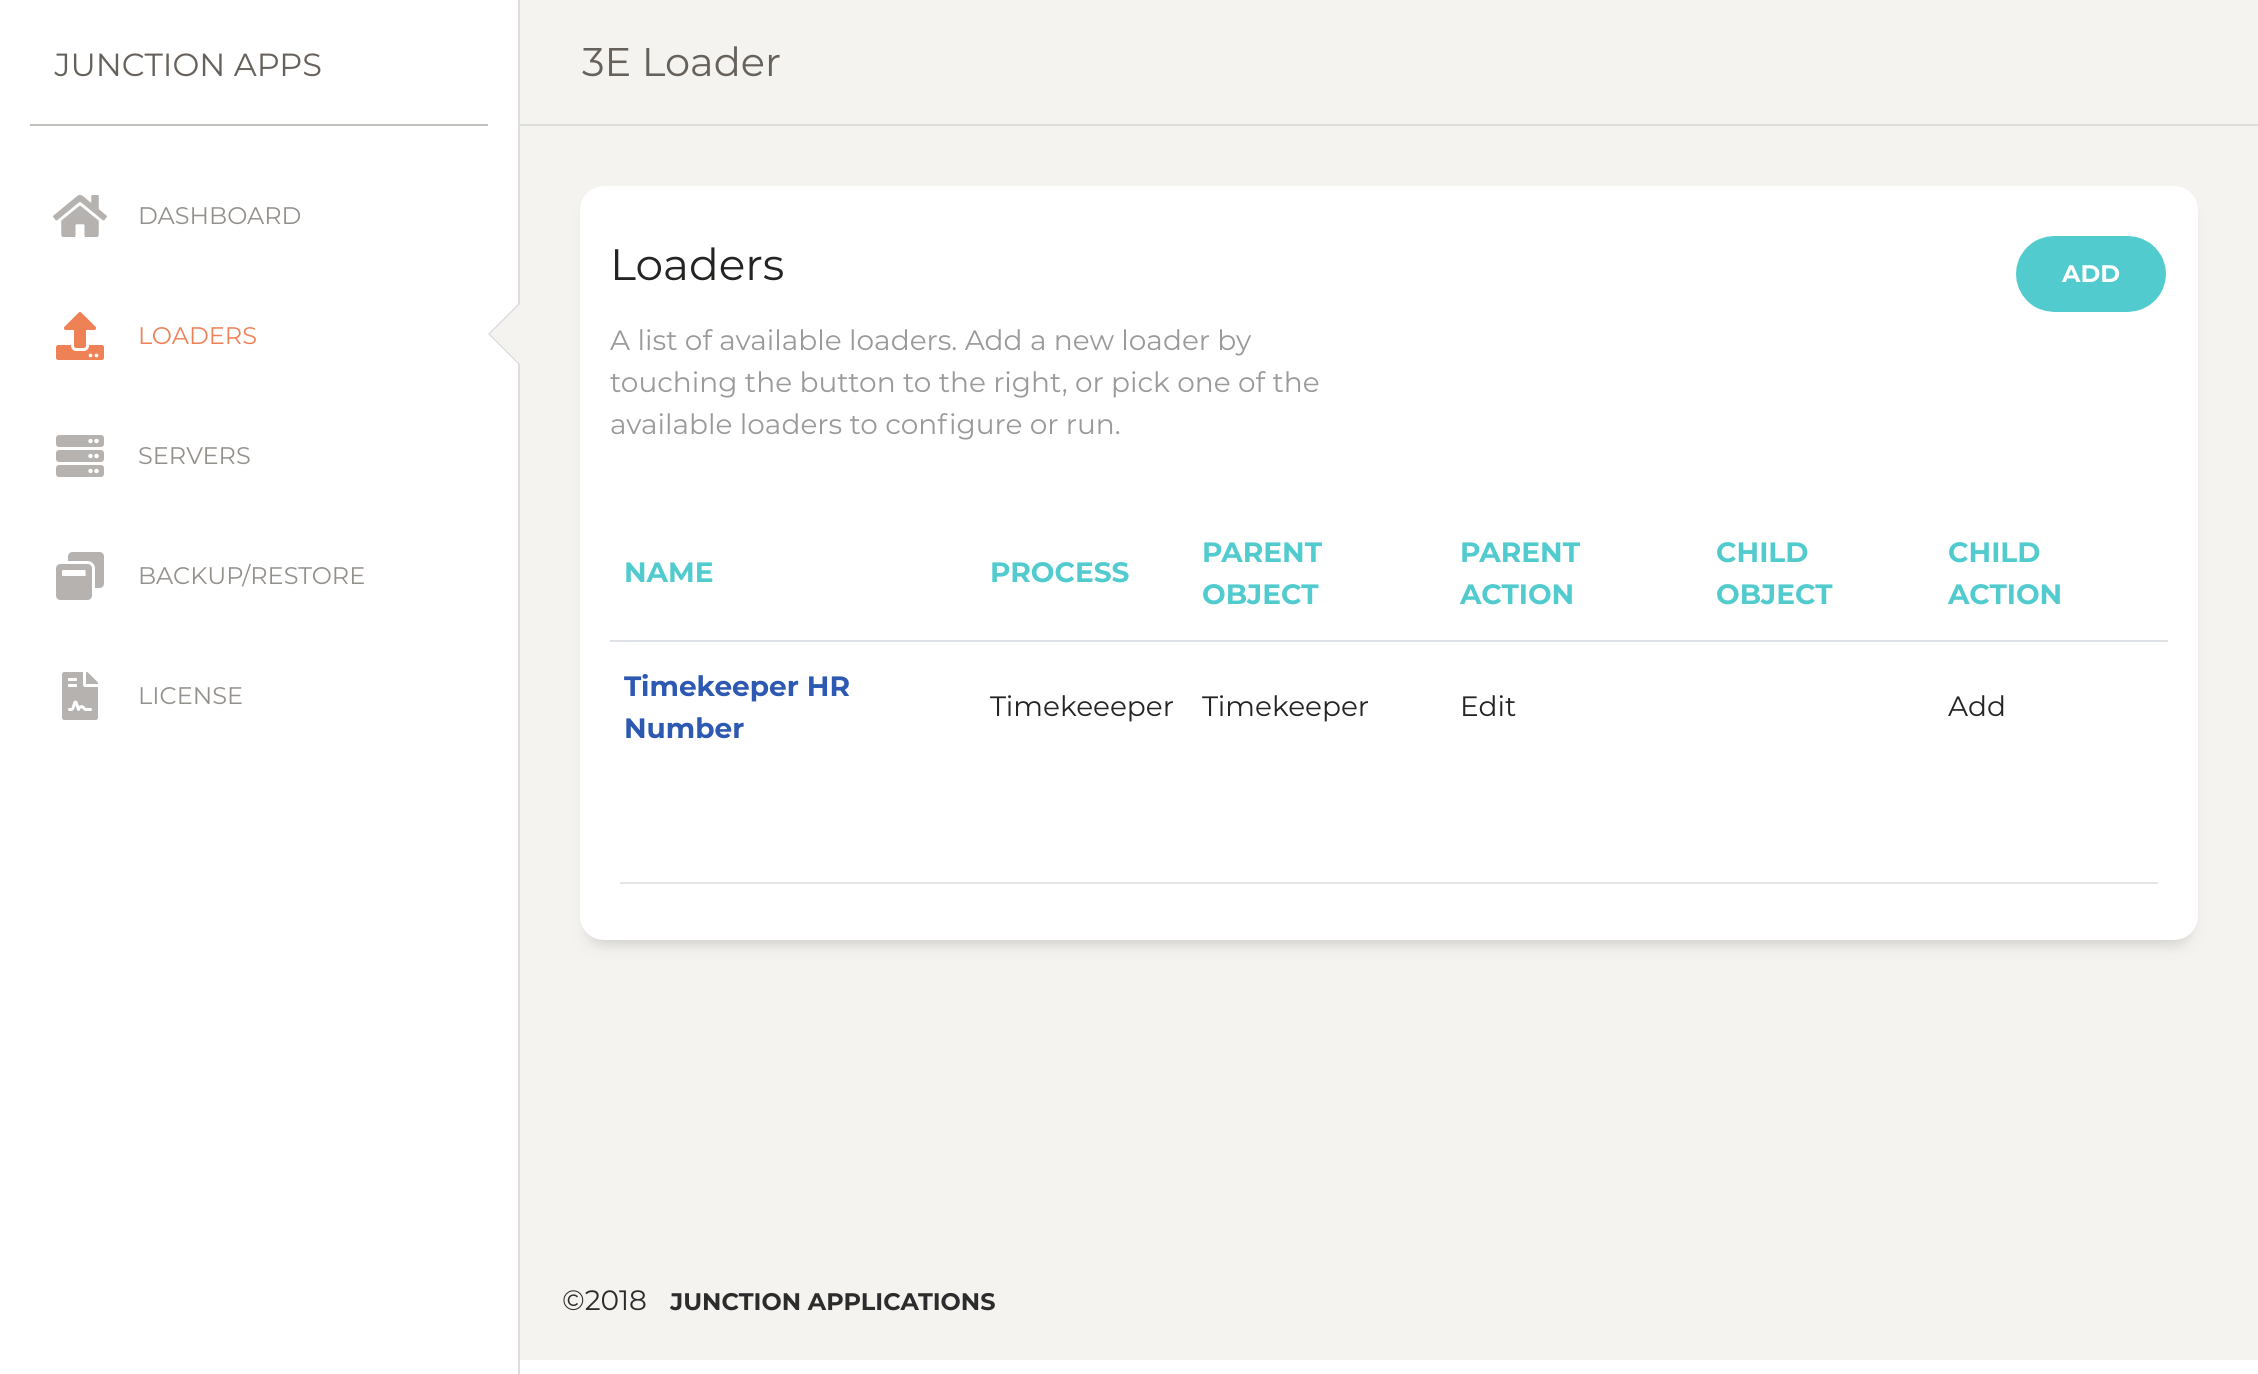 JUNCTION APPS
3E Loader
DASHBOARD
LOADERS
SERVERS
BACKUP/RESTORE
LICENSE
Loaders
ADD
A list of available loaders. Add a new loader by
touching the button to the right, or pick one of the
available loaders to configure or run.
NAME
PROCESS
PARENT
OBJECT
PARENT
ACTION
CHILD
OBJECT
CHILD
ACTION
Timekeeper HR
Number
Timekeeeper
Timekeeper
Edit
Add
©2018 JUNCTION APPLICATIONS